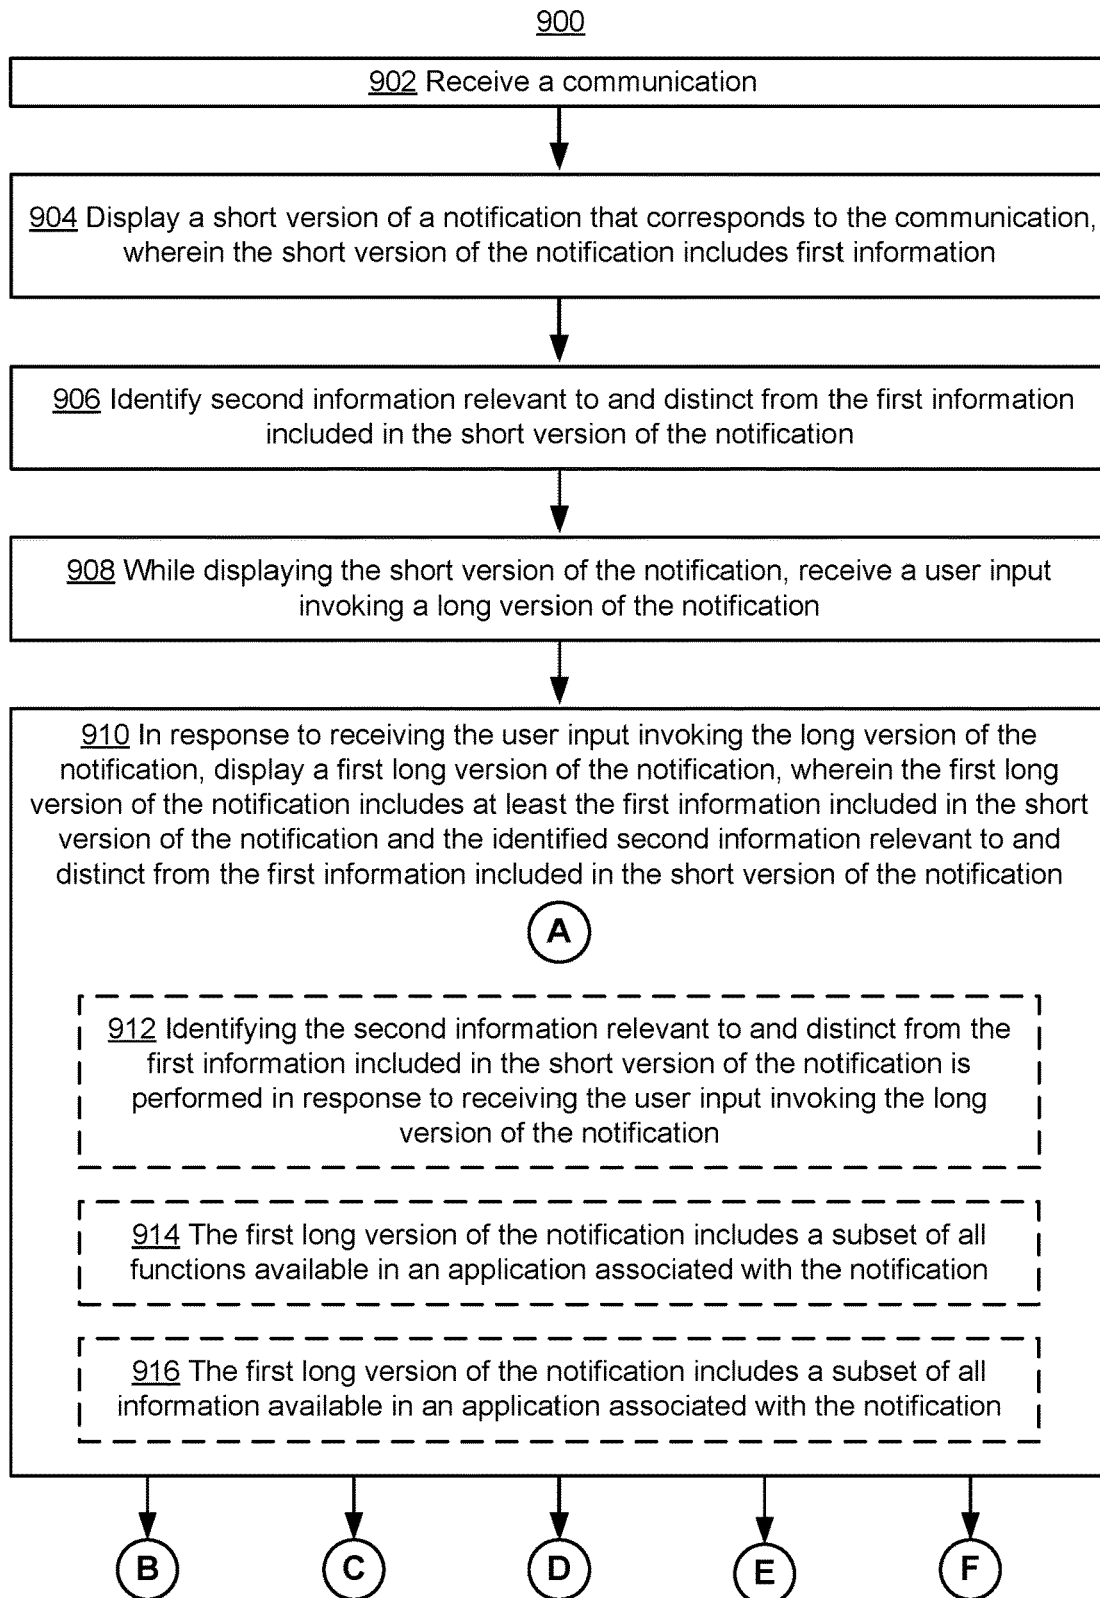 900
902 Receive a communication
904 Display a short version of a notification that corresponds to the communication,
wherein the short version of the notification includes first information
906 Identify second information relevant to and distinct from the first information
included in the short version of the notification
908 While displaying the short version of the notification, receive a user input
invoking a long version of the notification
910 In response to receiving the user input invoking the long version of the
notification, display a first long version of the notification, wherein the first long
version of the notification includes at least the first information included in the short
version of the notification and the identified second information relevant to and
distinct from the first information included in the short version of the notification
A
912 Identifying the second information relevant to and distinct from the
first information included in the short version of the notification is
performed in response to receiving the user input invoking the long
version of the notification
914 The first long version of the notification includes a subset of all
functions available in an application associated with the notification
916 The first long version of the notification includes a subset of all
information available in an application associated with the notification
B C D E F